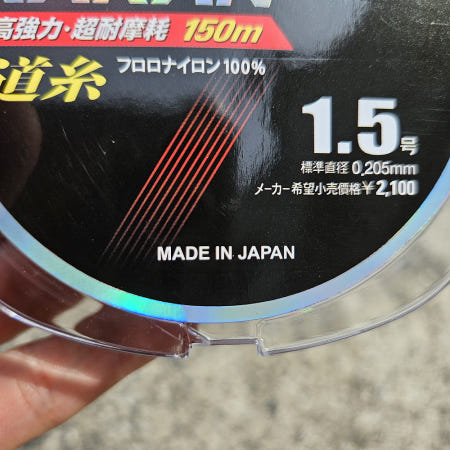 高強力・超耐摩耗 150m
道糸
フロロナイロン100%
1.5号
標準直径 0.205mm
メーカー希望小売価格¥2,100
MADE IN JAPAN